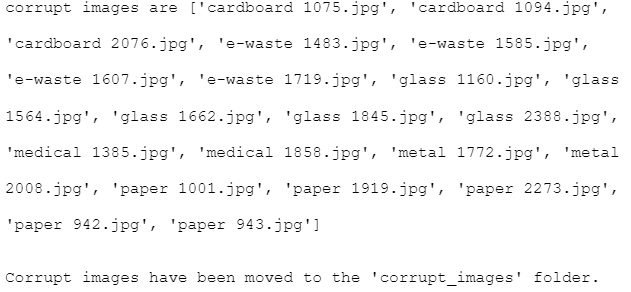 corrupt images are ['cardboard 1075.jpg', 'cardboard 1094.jpg',
'cardboard 2076.jpg', 'e-waste 1483.jpg', 'e-waste 1585.jpg',
'e-waste 1607.jpg', 'e-waste 1719.jpg', 'glass 1160.jpg', 'glass
1564.jpg', 'glass 1662.jpg', 'glass 1845.jpg', 'glass 2388.jpg',
'medical 1385.jpg', 'medical 1858.jpg', 'metal 1772.jpg', 'metal
2008.jpg', 'paper 1001.jpg', 'paper 1919.jpg', 'paper 2273.jpg',
'paper 942.jpg', 'paper 943.jpg']
Corrupt images have been moved to the 'corrupt_images' folder.